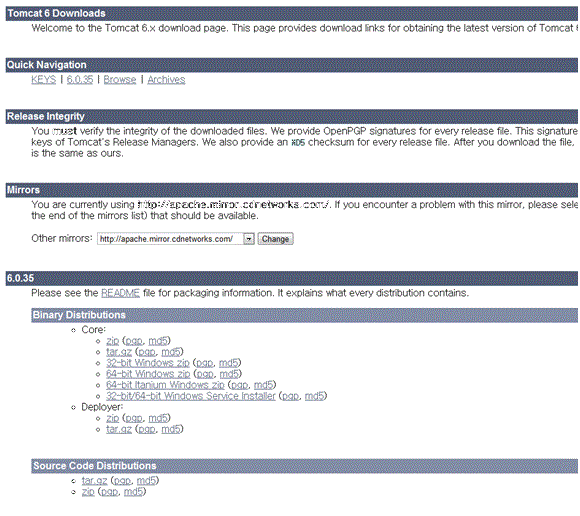 Tomcat 6 Downloads
Welcome to the Tomcat 6.x download page. This page provides download links for obtaining the latest version of Tomcat 6
Quick Navigation
KEYS | 6.0.35 | Browse | Archives
Release Integrity
You must verify the integrity of the downloaded files. We provide OpenPGP signatures for every release file. This signature
keys of Tomcat's Release Managers. We also provide an MD5 checksum for every release file. After you download the file,
is the same as ours.
Mirrors
You are currently using http://apache.mirror.cdnetworks.com/. If you encounter a problem with this mirror, please sele
the end of the mirrors list) that should be available.
Other mirrors: http://apache.mirror.cdnetworks.com/ Change
6.0.35
Please see the README file for packaging information. It explains what every distribution contains.
Binary Distributions
Core:
zip (pgp, md5)
tar.gz (pgp, md5)
32-bit Windows zip (pgp, md5)
64-bit Windows zip (pgp, md5)
64-bit Itanium Windows zip (pgp, md5)
32-bit/64-bit Windows Service Installer (pgp, md5)
Deployer:
zip (pgp, md5)
tar.gz (pgp, md5)
Source Code Distributions
tar.gz (pgp, md5)
zip (pgp, md5)